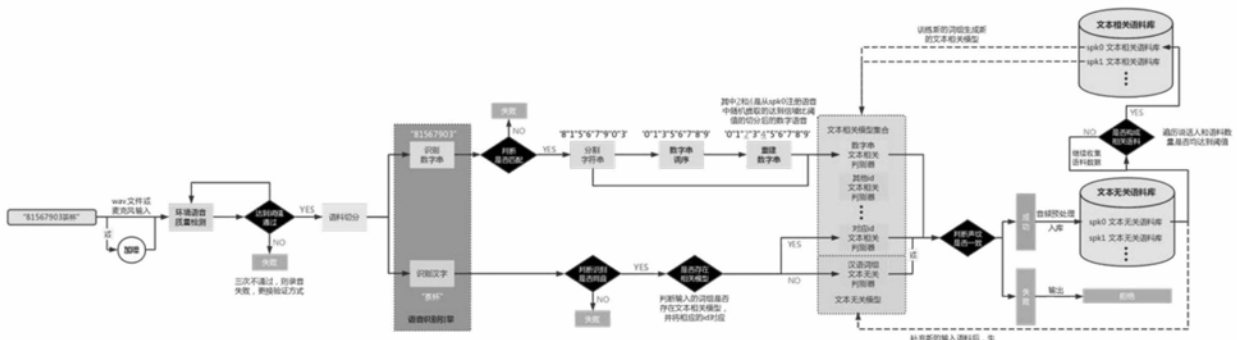 "81567903茶杯"
wav.文件或
麦克风输入
或
加噪
环境语音
质量检测
达到阈值
通过
YES
NO
失败
三次不通过，则录音
失败，更换验证方式
语料切分
"81567903"
识别
数字串
识别汉字
"茶杯"
语音识别引擎
失败
NO
判断
是否匹配
YES
'8''1''5''6''7''9''0''3'
分割
字符串
'0''1''3''5''6''7''8''9'
数字串
调序
其中2和4是从spk0注册语音
中随机提取的达到信噪比阈
值的切分后的数字语音
'0''1''2''3''4''5''6''7''8''9'
重建
数字串
判断识别
是否
YES
NO
失败
是否存在
相关模型
YES
NO
判断输入的词组是否
存在文本相关模型，
并将相应的id对应
训练新的词组生成新
的文本相关模型
文本相关模型集合
数字串
文本相关
判别器
其他id
文本相关
判别器
对应id
文本相关
判别器
汉语词组
文本无关
判别器
文本无关模型
或
判断声纹
是否一致
成功
音频预处理
入库
失败
输出
拒绝
文本相关语料库
spk0 文本相关语料库
spk1 文本相关语料库
YES
NO
是否构成
相关语料
遍历说话人和语料数
量是否均达到阈值
继续收集
语料数据
文本无关语料库
spk0 文本无关语料库
spk1 文本无关语料库
补充新的输入语料后，生